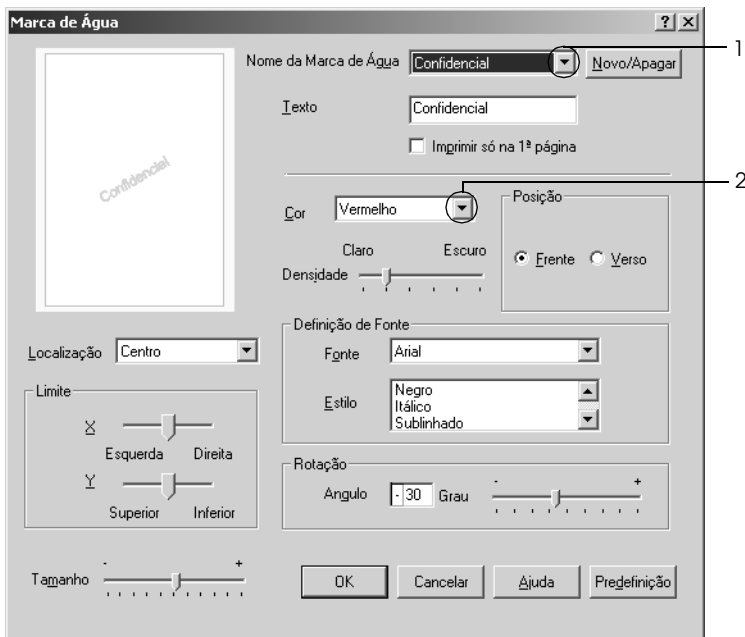 Marca de Água
Nome da Marca de Água Confidencial Novo/Apagar 1
Texto Confidencial
Imprimir só na 1ª página
Confidencial
2
Cor Vermelho Posição
Claro Escuro
Frente Verso
Densidade
Definição de Fonte
Localização Centro
Fonte Arial
Limite
Estilo Negro
Itálico
Sublinhado
X
Esquerda Direita
Rotação
Y
Angulo - 30 Grau - +
Superior Inferior
Tamanho - +
OK Cancelar Ajuda Predefinição